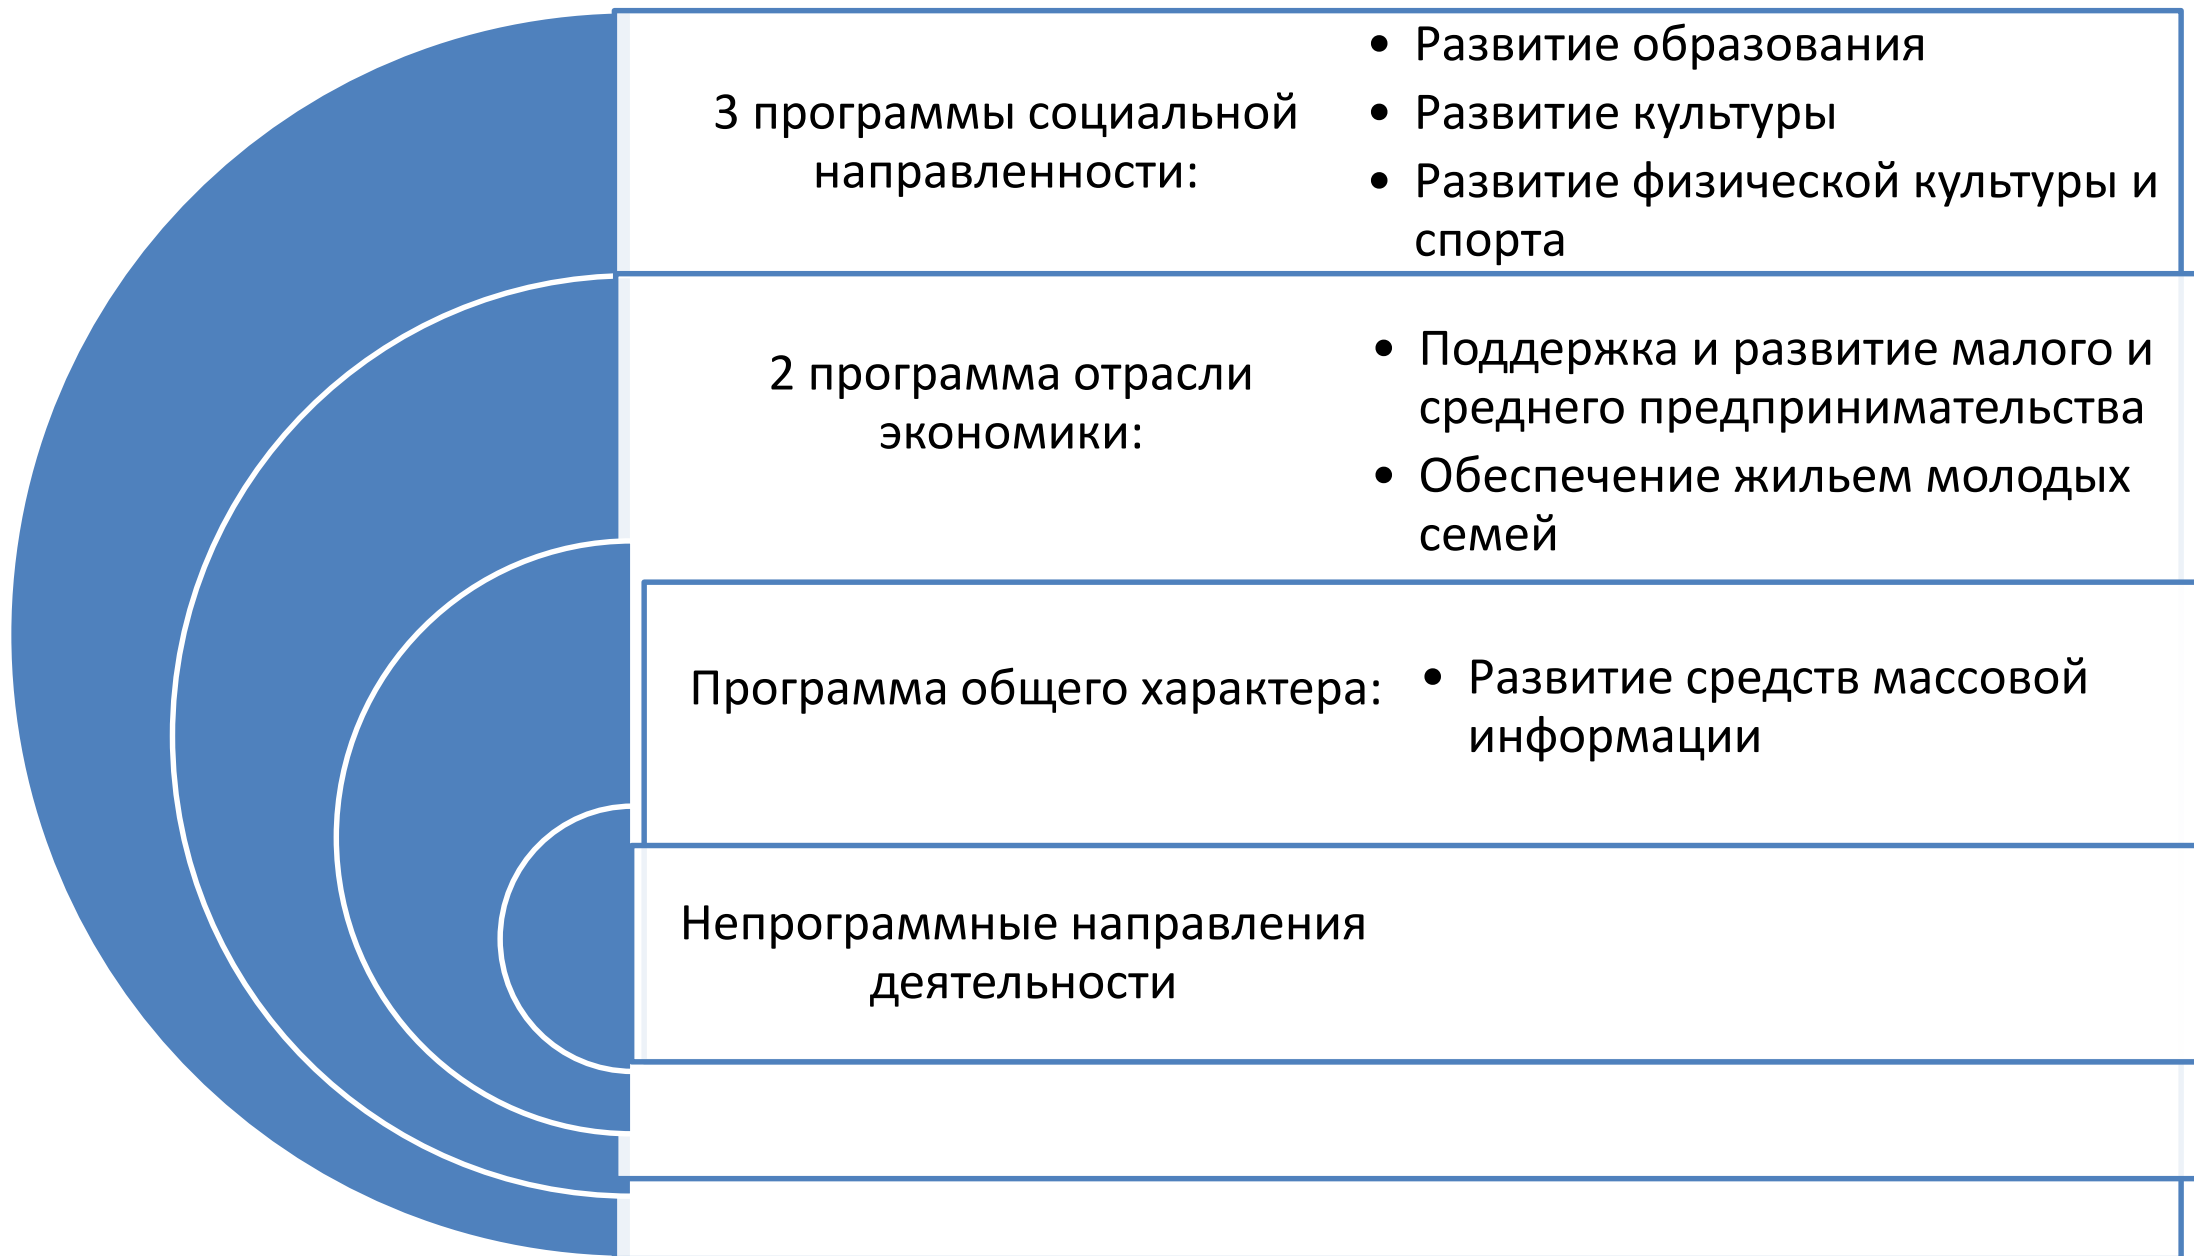 3 программы социальной
направленности:
• Развитие образования
• Развитие культуры
• Развитие физической культуры и
спорта
2 программа отрасли
экономики:
• Поддержка и развитие малого и
среднего предпринимательства
• Обеспечение жильем молодых
семей
Программа общего характера:
• Развитие средств массовой
информации
Непрограммные направления
деятельности